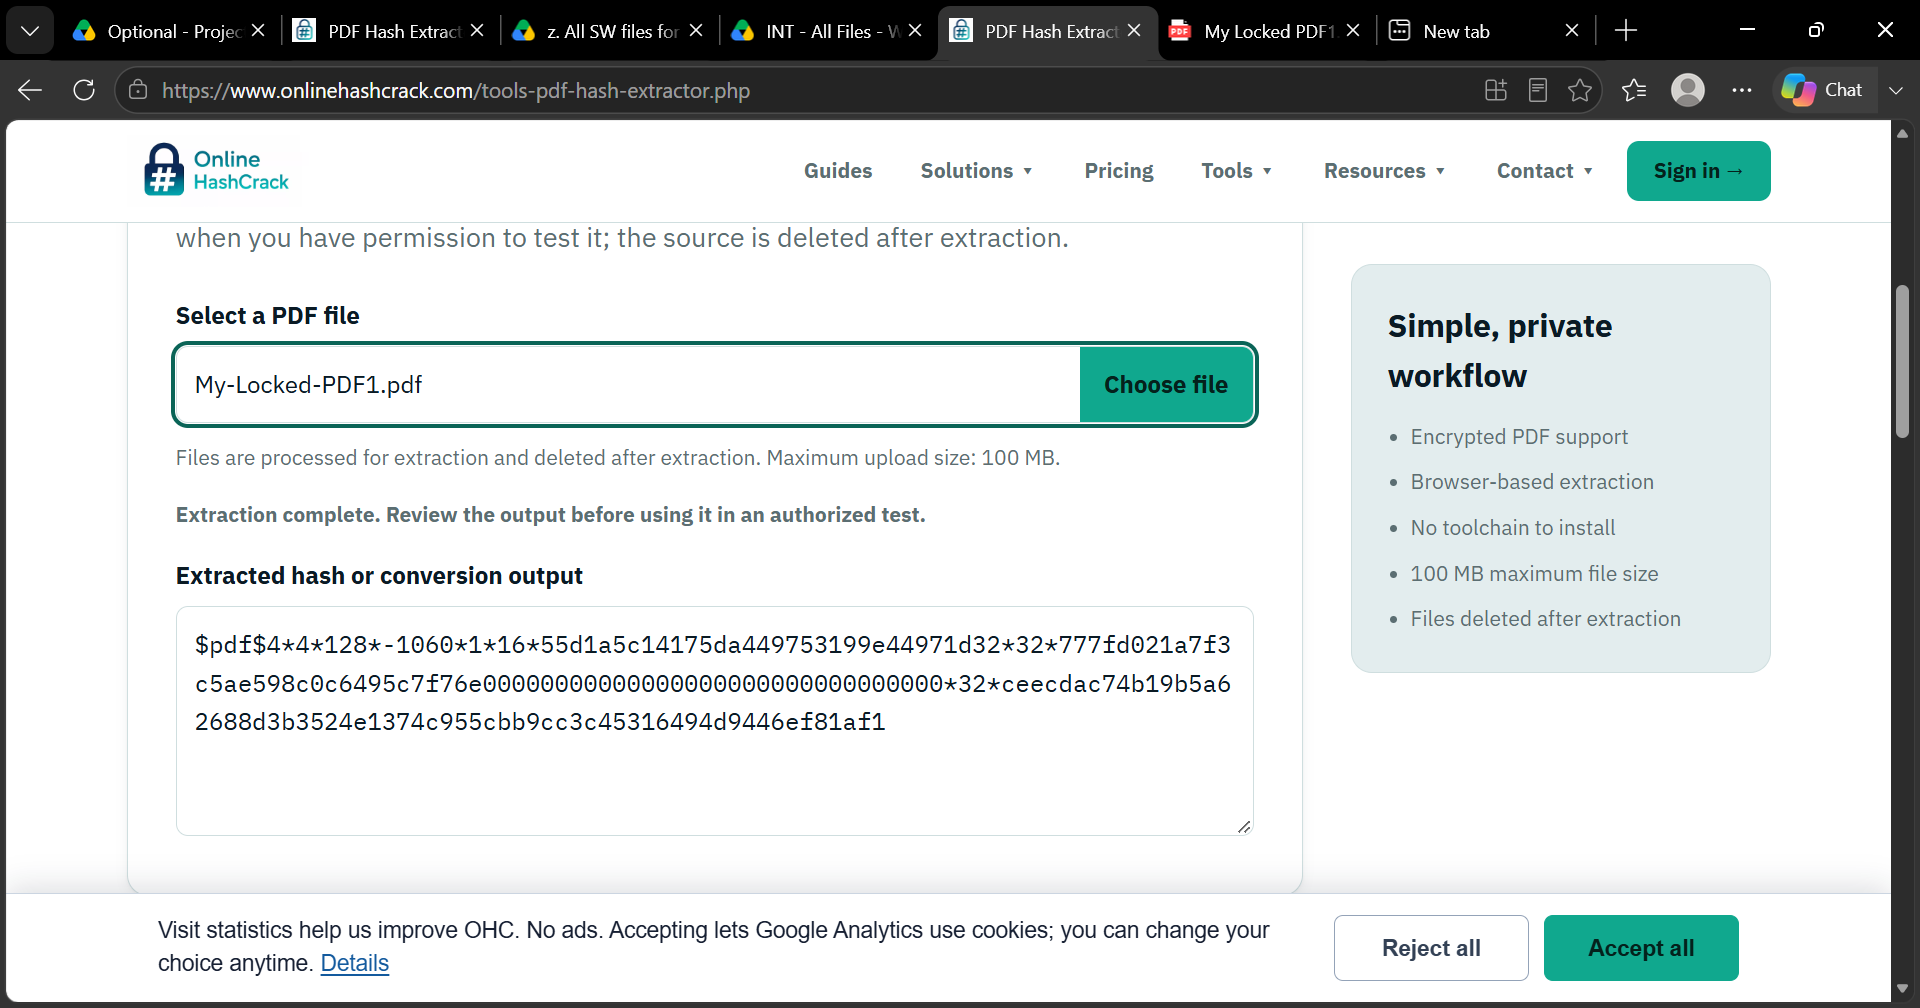 Optional - Projec
PDF Hash Extract
z. All SW files for
INT - All Files - W
PDF Hash Extract
PDF
My Locked PDF1.
New tab
https://www.onlinehashcrack.com/tools-pdf-hash-extractor.php
Chat
Online
HashCrack
#
Guides
Solutions ▼
Pricing
Tools ▼
Resources ▼
Contact ▼
Sign in →
when you have permission to test it; the source is deleted after extraction.
Select a PDF file
My-Locked-PDF1.pdf
Choose file
Files are processed for extraction and deleted after extraction. Maximum upload size: 100 MB.
Extraction complete. Review the output before using it in an authorized test.
Extracted hash or conversion output
$pdf$4*4*128*-1060*1*16*55d1a5c14175da449753199e44971d32*32*777fd021a7f3
c5ae598c0c6495c7f76e00000000000000000000000000000000*32*ceecdac74b19b5a6
2688d3b3524e1374c955cbb9cc3c45316494d9446ef81af1
Simple, private
workflow
• Encrypted PDF support
• Browser-based extraction
• No toolchain to install
• 100 MB maximum file size
• Files deleted after extraction
Visit statistics help us improve OHC. No ads. Accepting lets Google Analytics use cookies; you can change your
choice anytime. Details
Reject all
Accept all